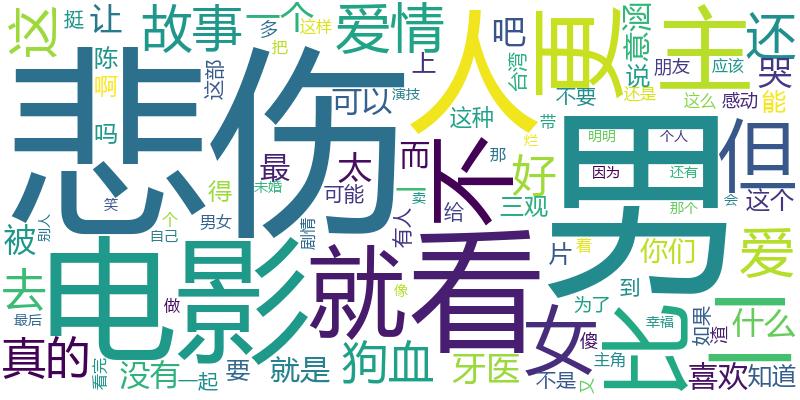 这
挺
让
故事
一个
爱情
人
更
主
还
多
把
这样
吧
说
意涵
陈
啊
这部
上
台湾
朋友
应该
哭
悲伤
可以
演技
这种
不要
还是
这么
感动
能
不
男
但
吗
最
太
而
好
带
烂
那
明明
个人
因为
还有
那个
会
得
未婚
可能
一
卖
给
三观
这个
笑
个
男女
被
别人
自己
剧情
有人
片
看
你们
爱
去
电影
就
看
女
比
到
为了
什么
二
做
像
幸福
如果
渣
最后
真的
看完
没有
一起
要
就是
狗血
牙医
傻
主角
不是
又
喜欢
知道